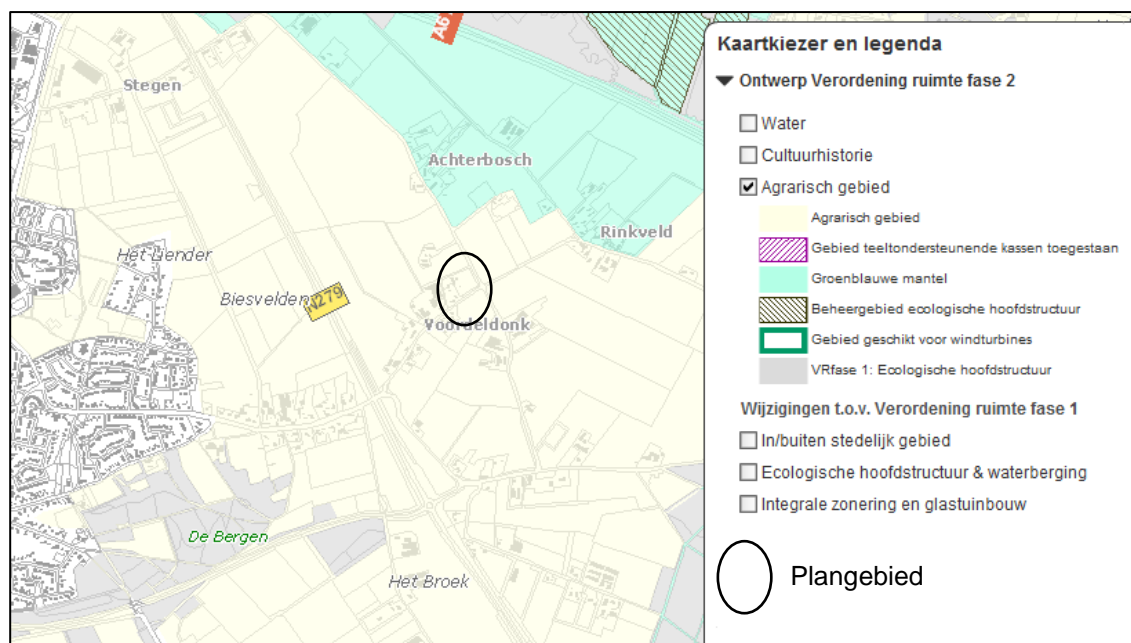 Stegen
A67
Achterbosch
Rinkveld
Het Liender
Biesvelden
N279
Voordeldonk
De Bergen
Het Broek
Kaartkiezer en legenda
Ontwerp Verordening ruimte fase 2
Water
Cultuurhistorie
Agrarisch gebied
Agrarisch gebied
Gebied teeltondersteunende kassen toegestaan
Groenblauwe mantel
Beheergebied ecologische hoofdstructuur
Gebied geschikt voor windturbines
VRfase 1: Ecologische hoofdstructuur
Wijzigingen t.o.v. Verordening ruimte fase 1
In/buiten stedelijk gebied
Ecologische hoofdstructuur & waterberging
Integrale zonering en glastuinbouw
Plangebied